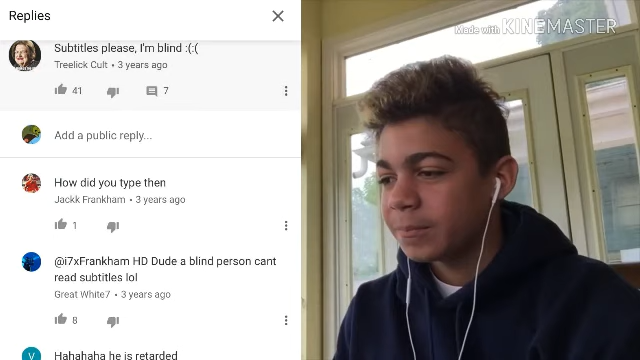 Replies
Made with KINEMASTER
Subtitles please, I'm blind :(:(
Treelick Cult • 3 years ago
41
7
Add a public reply...
How did you type then
Jackk Frankham • 3 years ago
1
@i7xFrankham HD Dude a blind person cant
read subtitles lol
Great White7 • 3 years ago
8
V
Hahahaha he is retarded